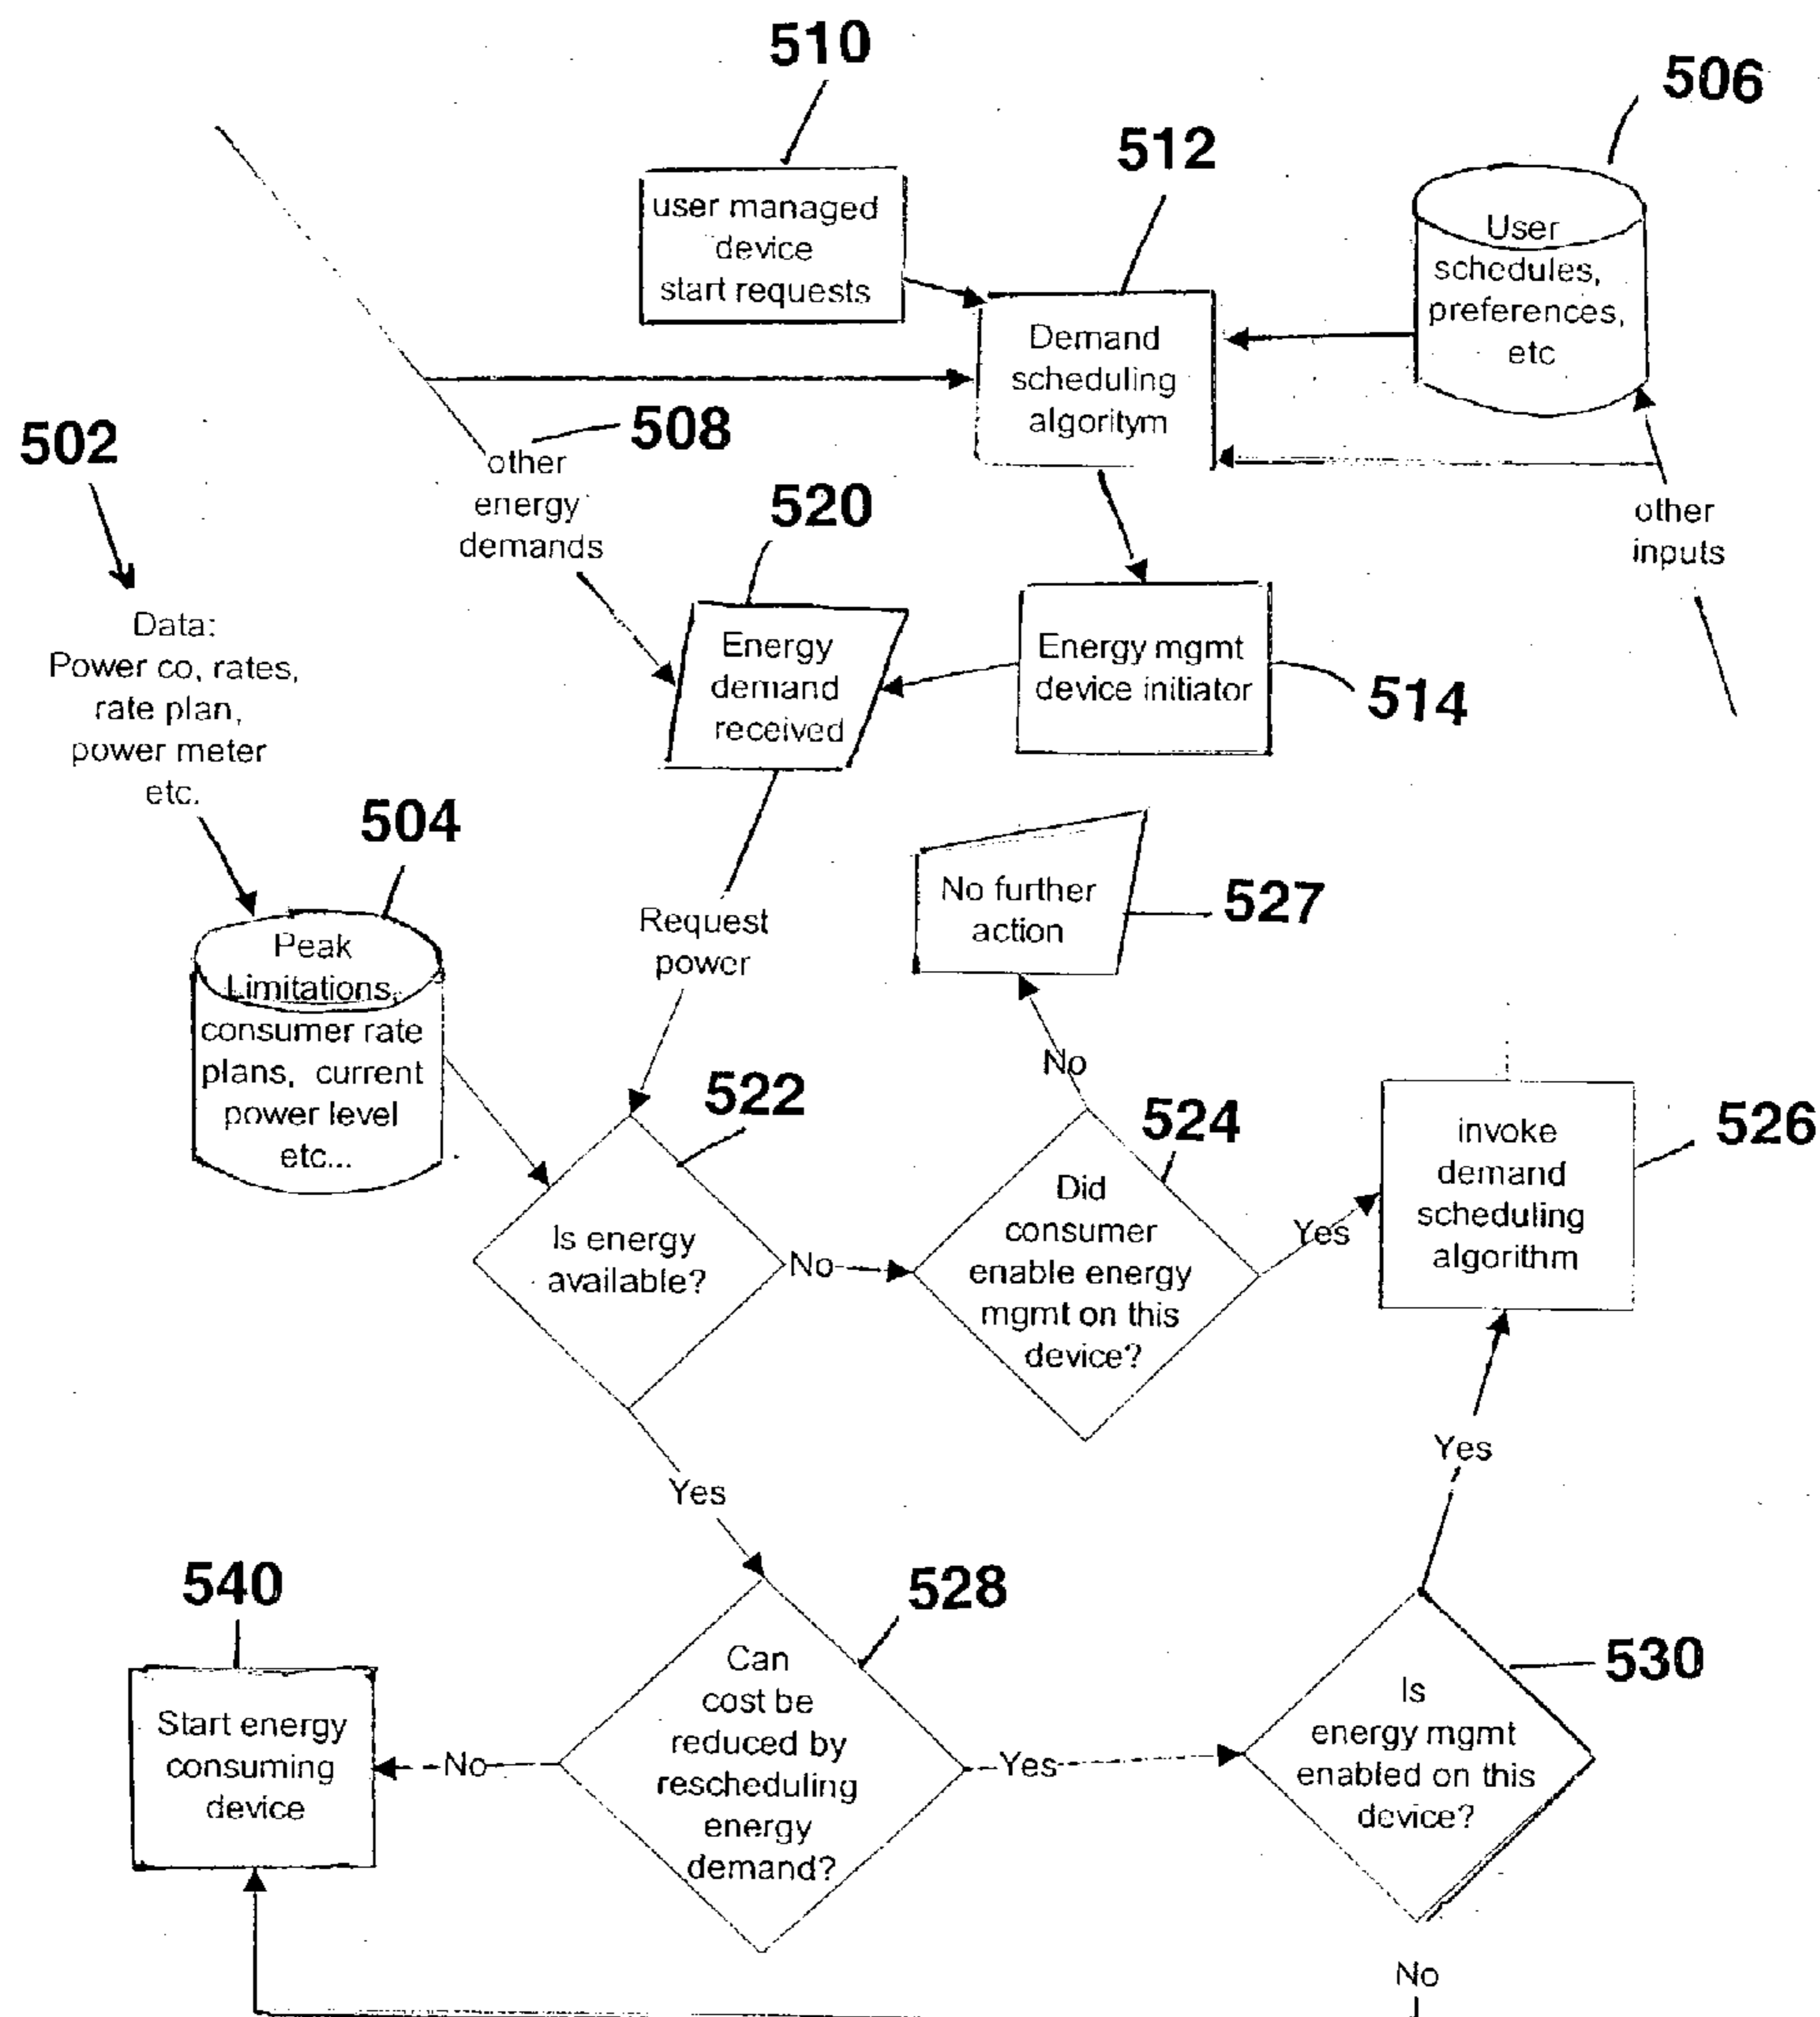 510
506
512
user managed
device
start requests
User
schedules,
preferences,
etc
Demand
scheduling
algoritym
502
508
other
energy
demands
520
other
inputs
Data:
Power co, rates,
rate plan,
power meter
etc.
Energy
demand
received
Energy mgmt
device initiator
514
504
Peak
Limitations,
consumer rate
plans, current
power level
etc...
Request
power
No further
action
527
No
522
524
526
invoke
demand
scheduling
algorithm
Is energy
available?
No
Did
consumer
enable energy
mgmt on this
device?
Yes
Yes
Yes
540
528
530
Start energy
consuming
device
No
Can
cost be
reduced by
rescheduling
energy
demand?
Yes
Is
energy mgmt
enabled on this
device?
No